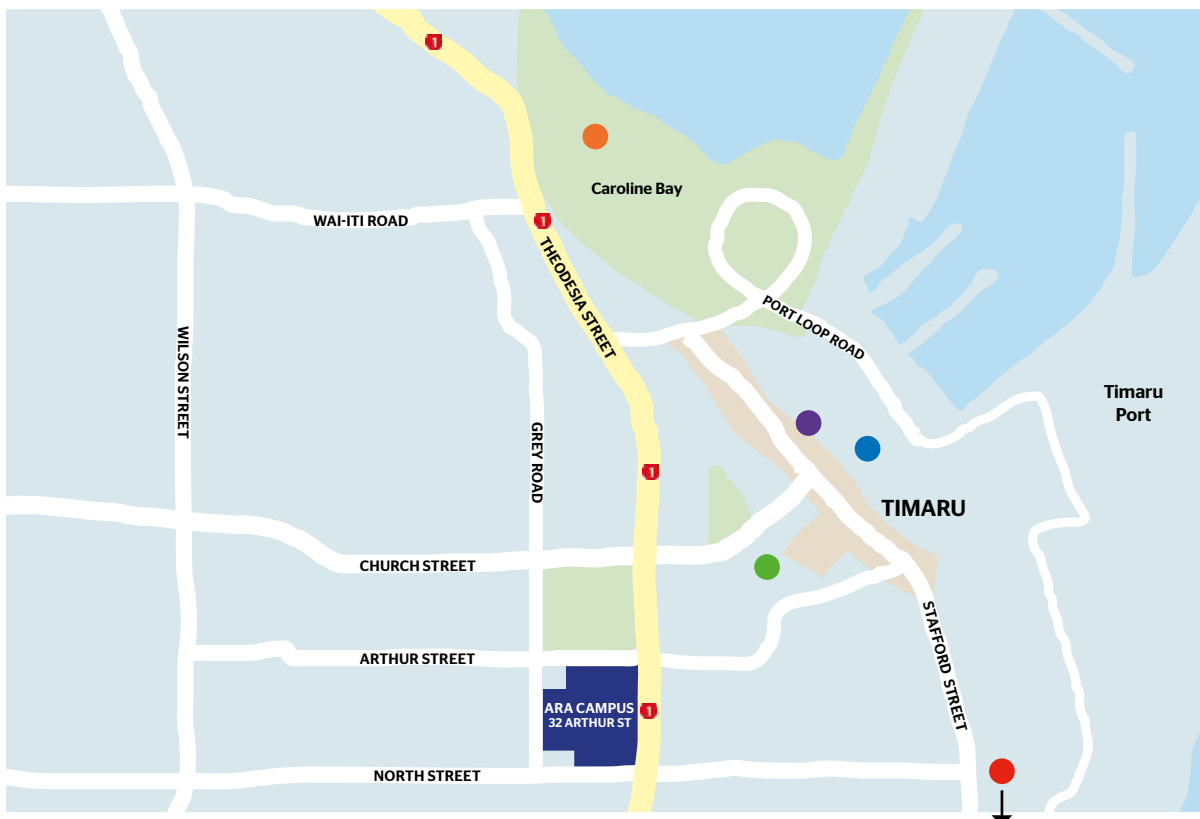 1
Caroline Bay
WAI-ITI ROAD
1
THEODESIA STREET
PORT LOOP ROAD
WILSON STREET
Timaru
Port
GREY ROAD
1
TIMARU
CHURCH STREET
STAFFORD STREET
ARTHUR STREET
ARA CAMPUS
32 ARTHUR ST
1
NORTH STREET